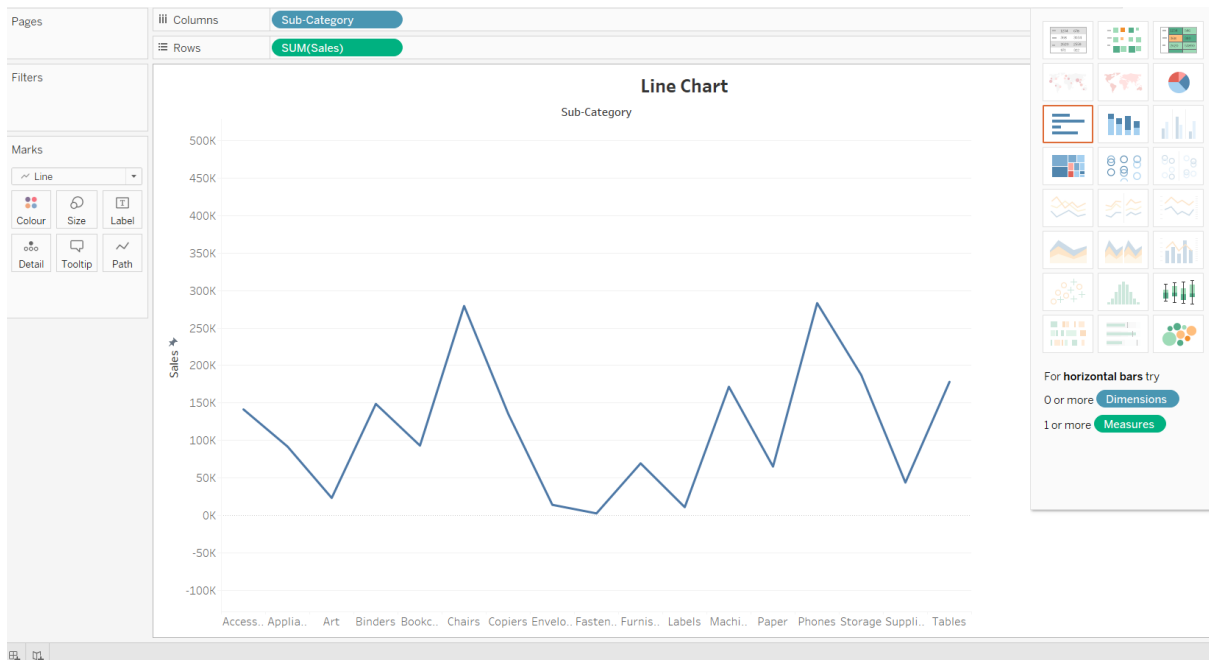 Pages
Columns
Sub-Category
Rows
SUM(Sales)
Filters
Marks
Line
Colour
Size
Label
Detail
Tooltip
Path
Line Chart
Sub-Category
500K
450K
400K
350K
300K
250K
200K
150K
100K
50K
0K
-50K
-100K
Sales
Access.. Applia.. Art Binders Bookc.. Chairs Copiers Envelo.. Fasten.. Furnis.. Labels Machi.. Paper Phones Storage Suppli.. Tables
For horizontal bars try
0 or more Dimensions
1 or more Measures